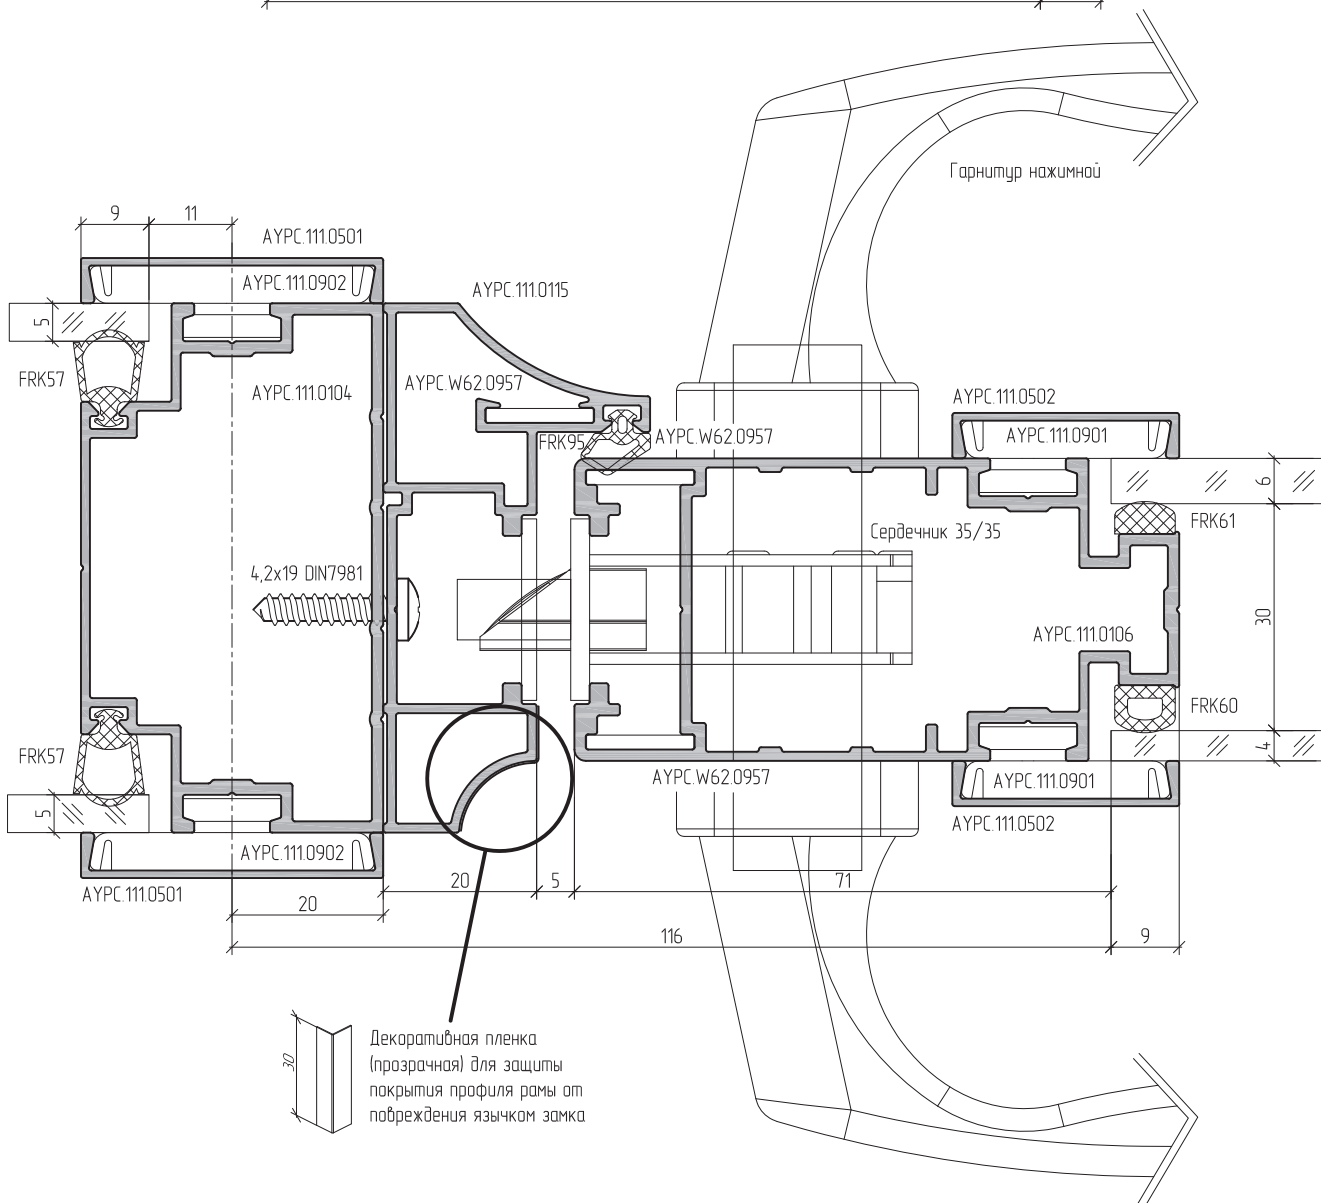 Гарнитур нажимной
9
11
AYPC.111.0501
AYPC.111.0902
AYPC.111.0115
5
FRK57
AYPC.111.0104
AYPC.W62.0957
FRK95
AYPC.W62.0957
AYPC.111.0502
AYPC.111.0901
6
FRK61
Сердечник 35/35
4,2x19 DIN7981
30
AYPC.111.0106
FRK60
FRK57
4
AYPC.W62.0957
AYPC.111.0901
5
AYPC.111.0502
AYPC.111.0902
AYPC.111.0501
20
5
71
20
116
9
30
Декоративная пленка
(прозрачная) для защиты
покрытия профиля рамы от
повреждения язычком замка